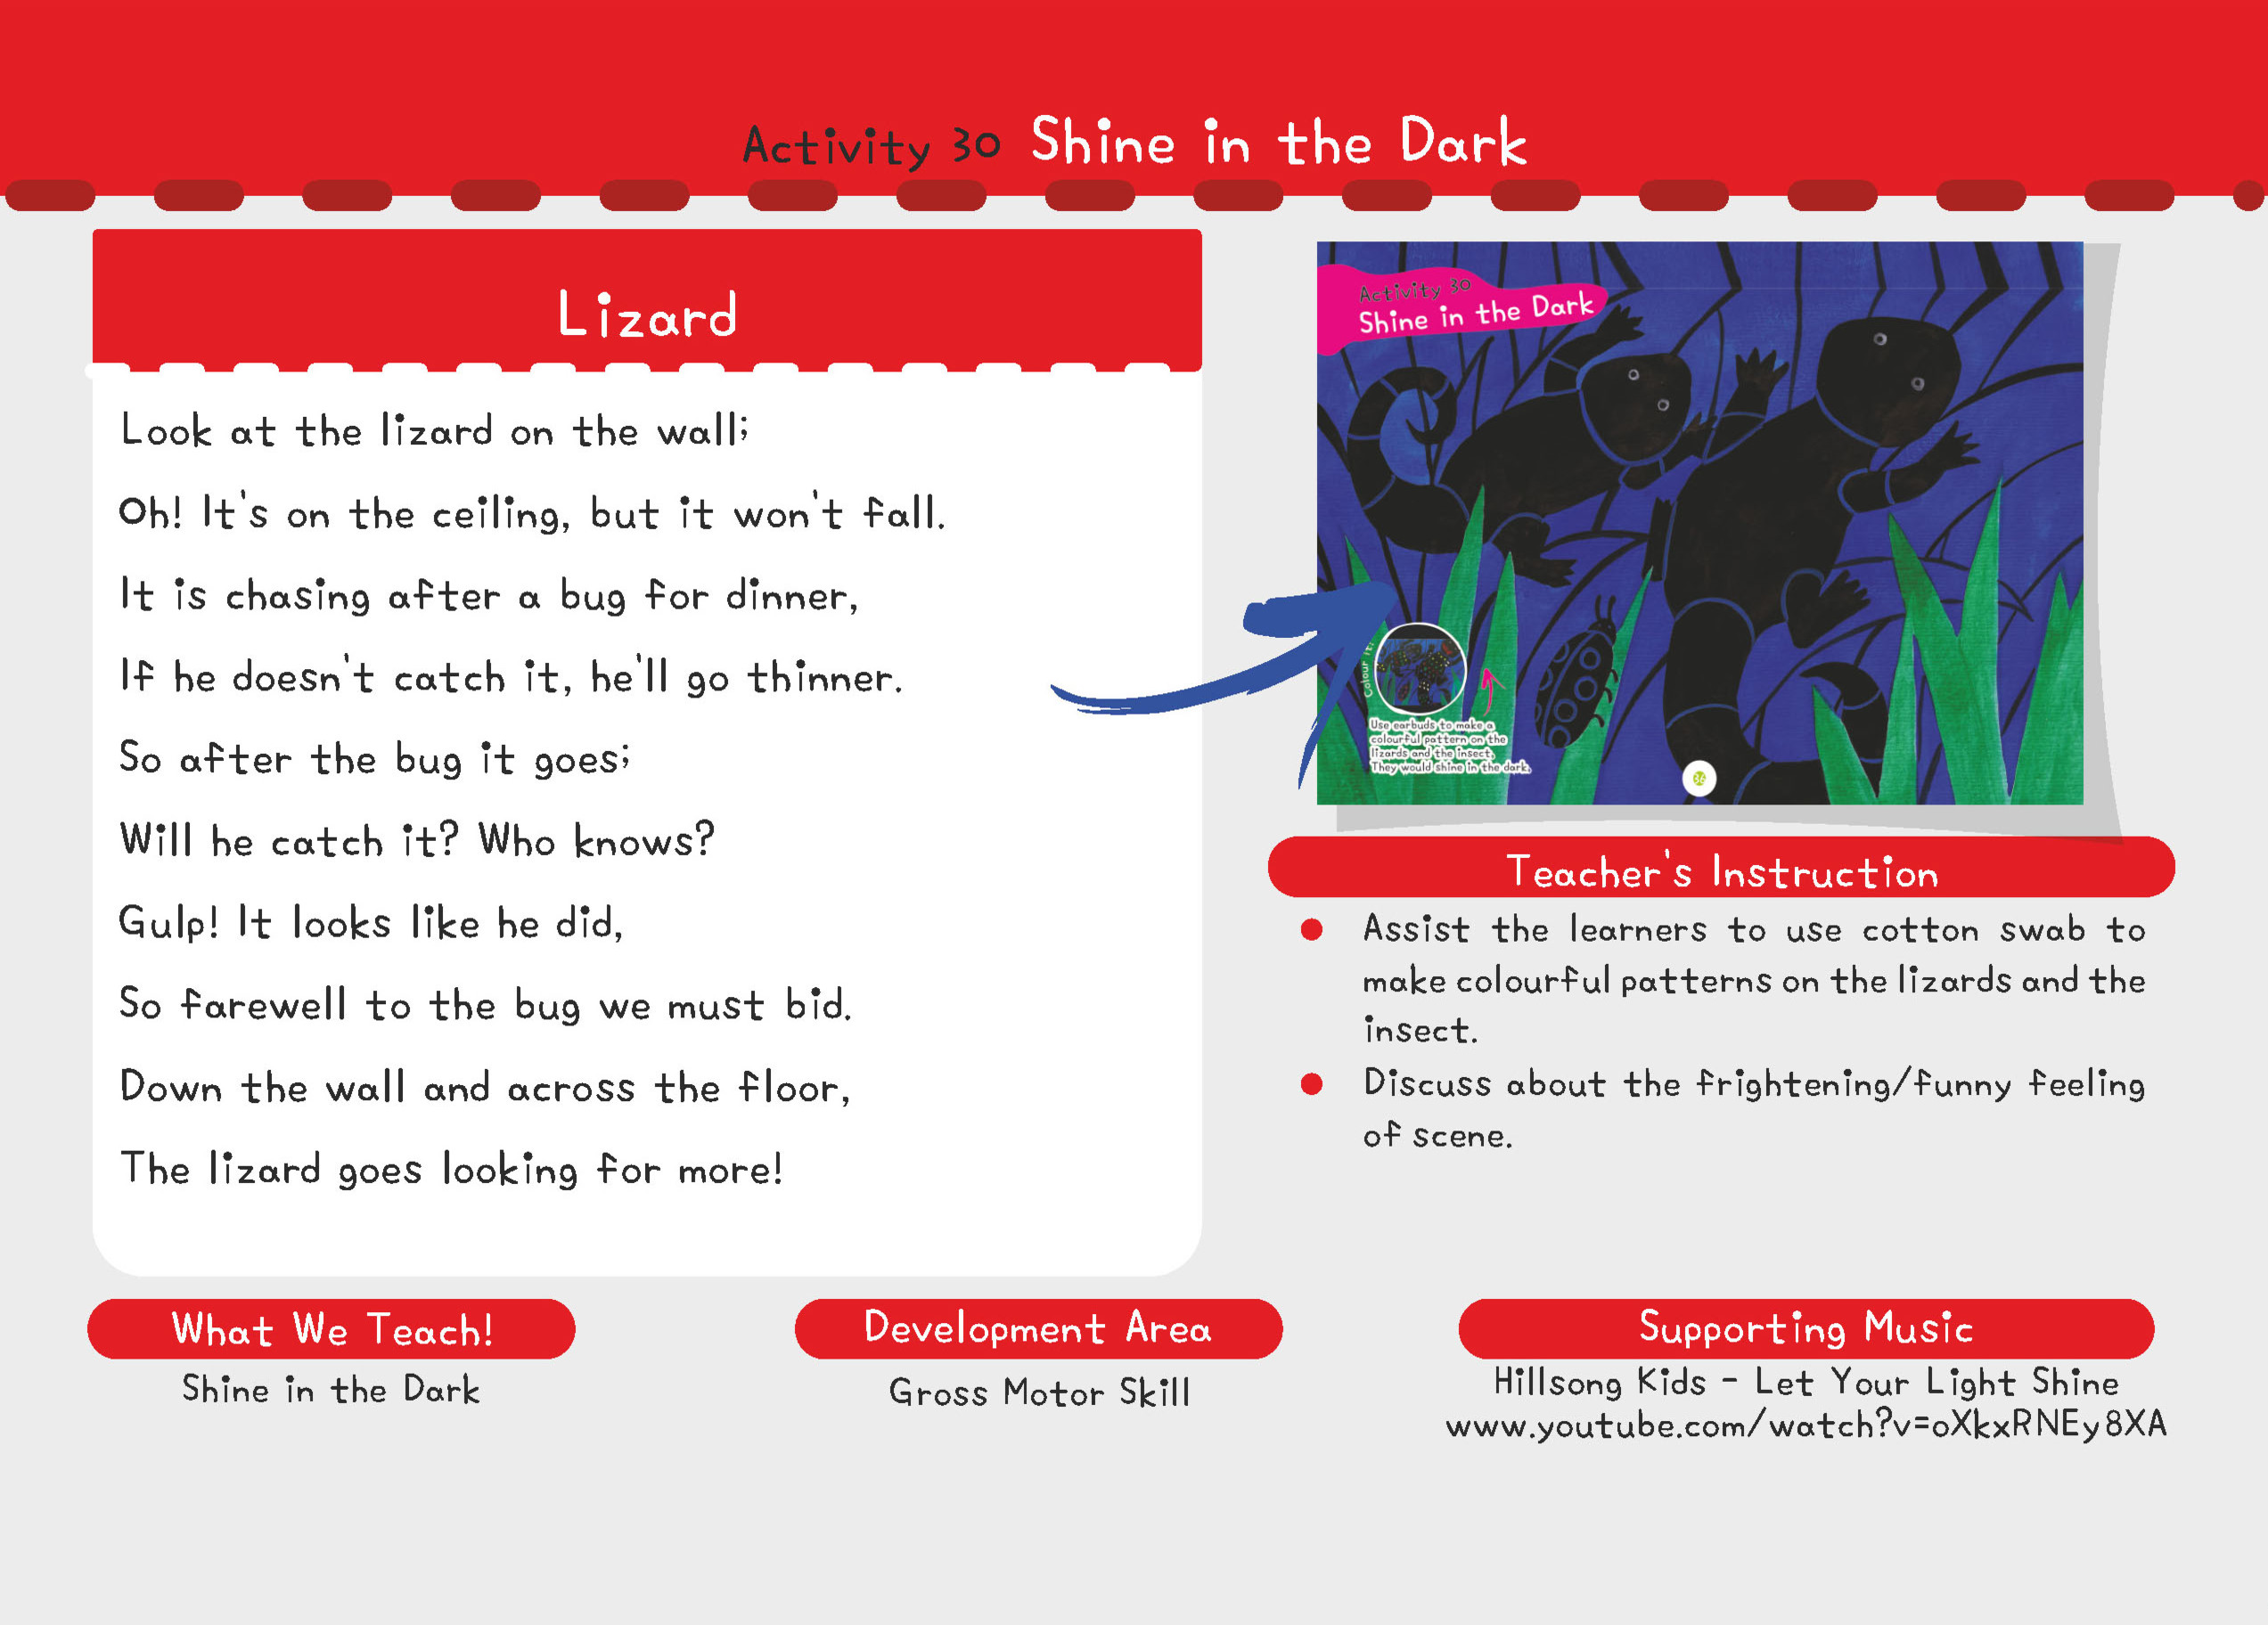 Activity 30 Shine in the Dark
Lizard
Look at the lizard on the wall;
Oh! It's on the ceiling, but it won't fall.
It is chasing after a bug for dinner,
If he doesn't catch it, he'll go thinner.
So after the bug it goes;
Will he catch it? Who knows?
Gulp! It looks like he did,
So farewell to the bug we must bid.
Down the wall and across the floor,
The lizard goes looking for more!
Activity 30
Shine in the Dark
Colour it!
Use earbuds to make a
colourful pattern on the
lizards and the insect.
They would shine in the dark.
36
Teacher's Instruction
Assist the learners to use cotton swab to
make colourful patterns on the lizards and the
insect.
Discuss about the frightening/funny feeling
of scene.
What We Teach!
Shine in the Dark
Development Area
Gross Motor Skill
Supporting Music
Hillsong Kids - Let Your Light Shine
www.youtube.com/watch?v=oXkxRNEy8XA